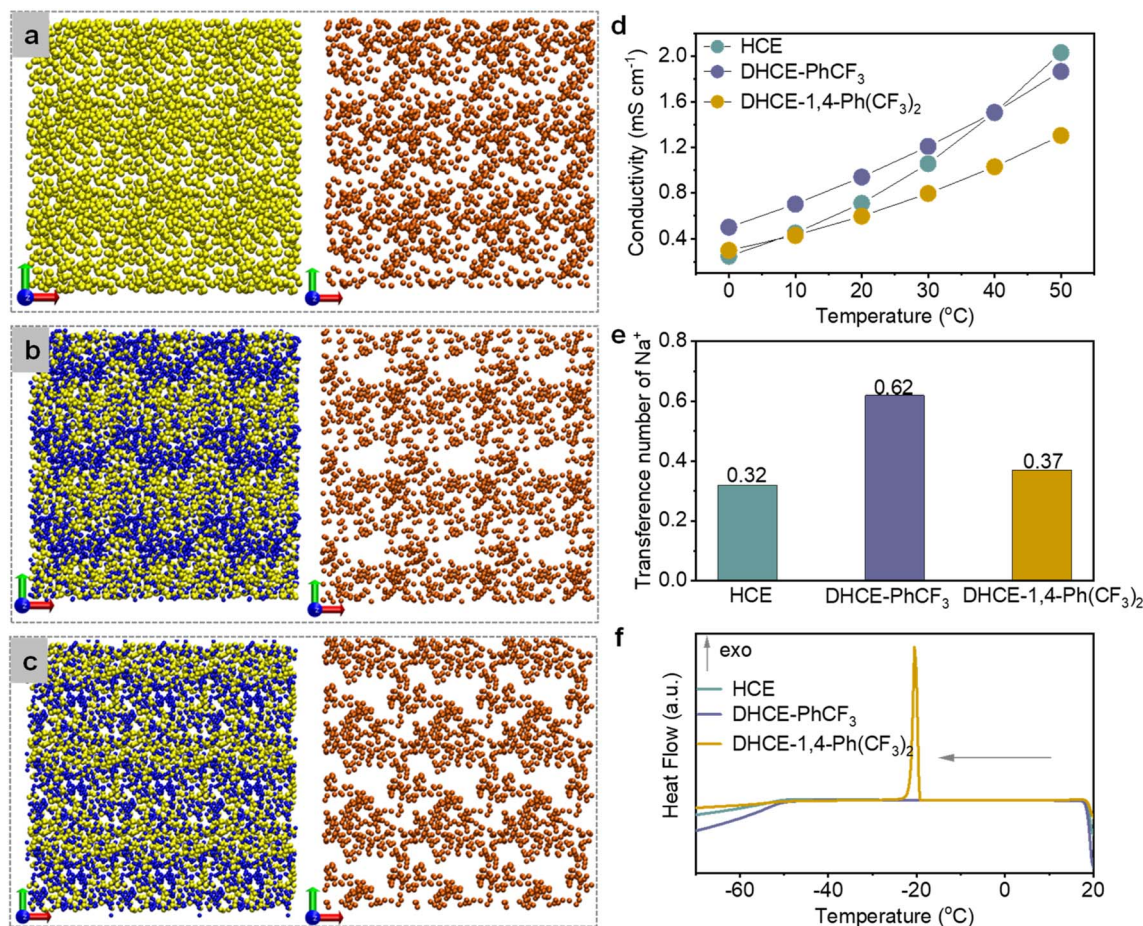 a
b
c
d
HCE
DHCE-PhCF₃
DHCE-1,4-Ph(CF₃)₂
2.0
1.6
1.2
0.8
0.4
Conductivity (mS cm⁻¹)
0 10 20 30 40 50
Temperature (°C)
e
0.8
0.6
0.4
0.2
0.0
Transference number of Na⁺
0.32
0.62
0.37
HCE DHCE-PhCF₃ DHCE-1,4-Ph(CF₃)₂
f
exo
HCE
DHCE-PhCF₃
DHCE-1,4-Ph(CF₃)₂
Heat Flow (a.u.)
-60 -40 -20 0 20
Temperature (°C)